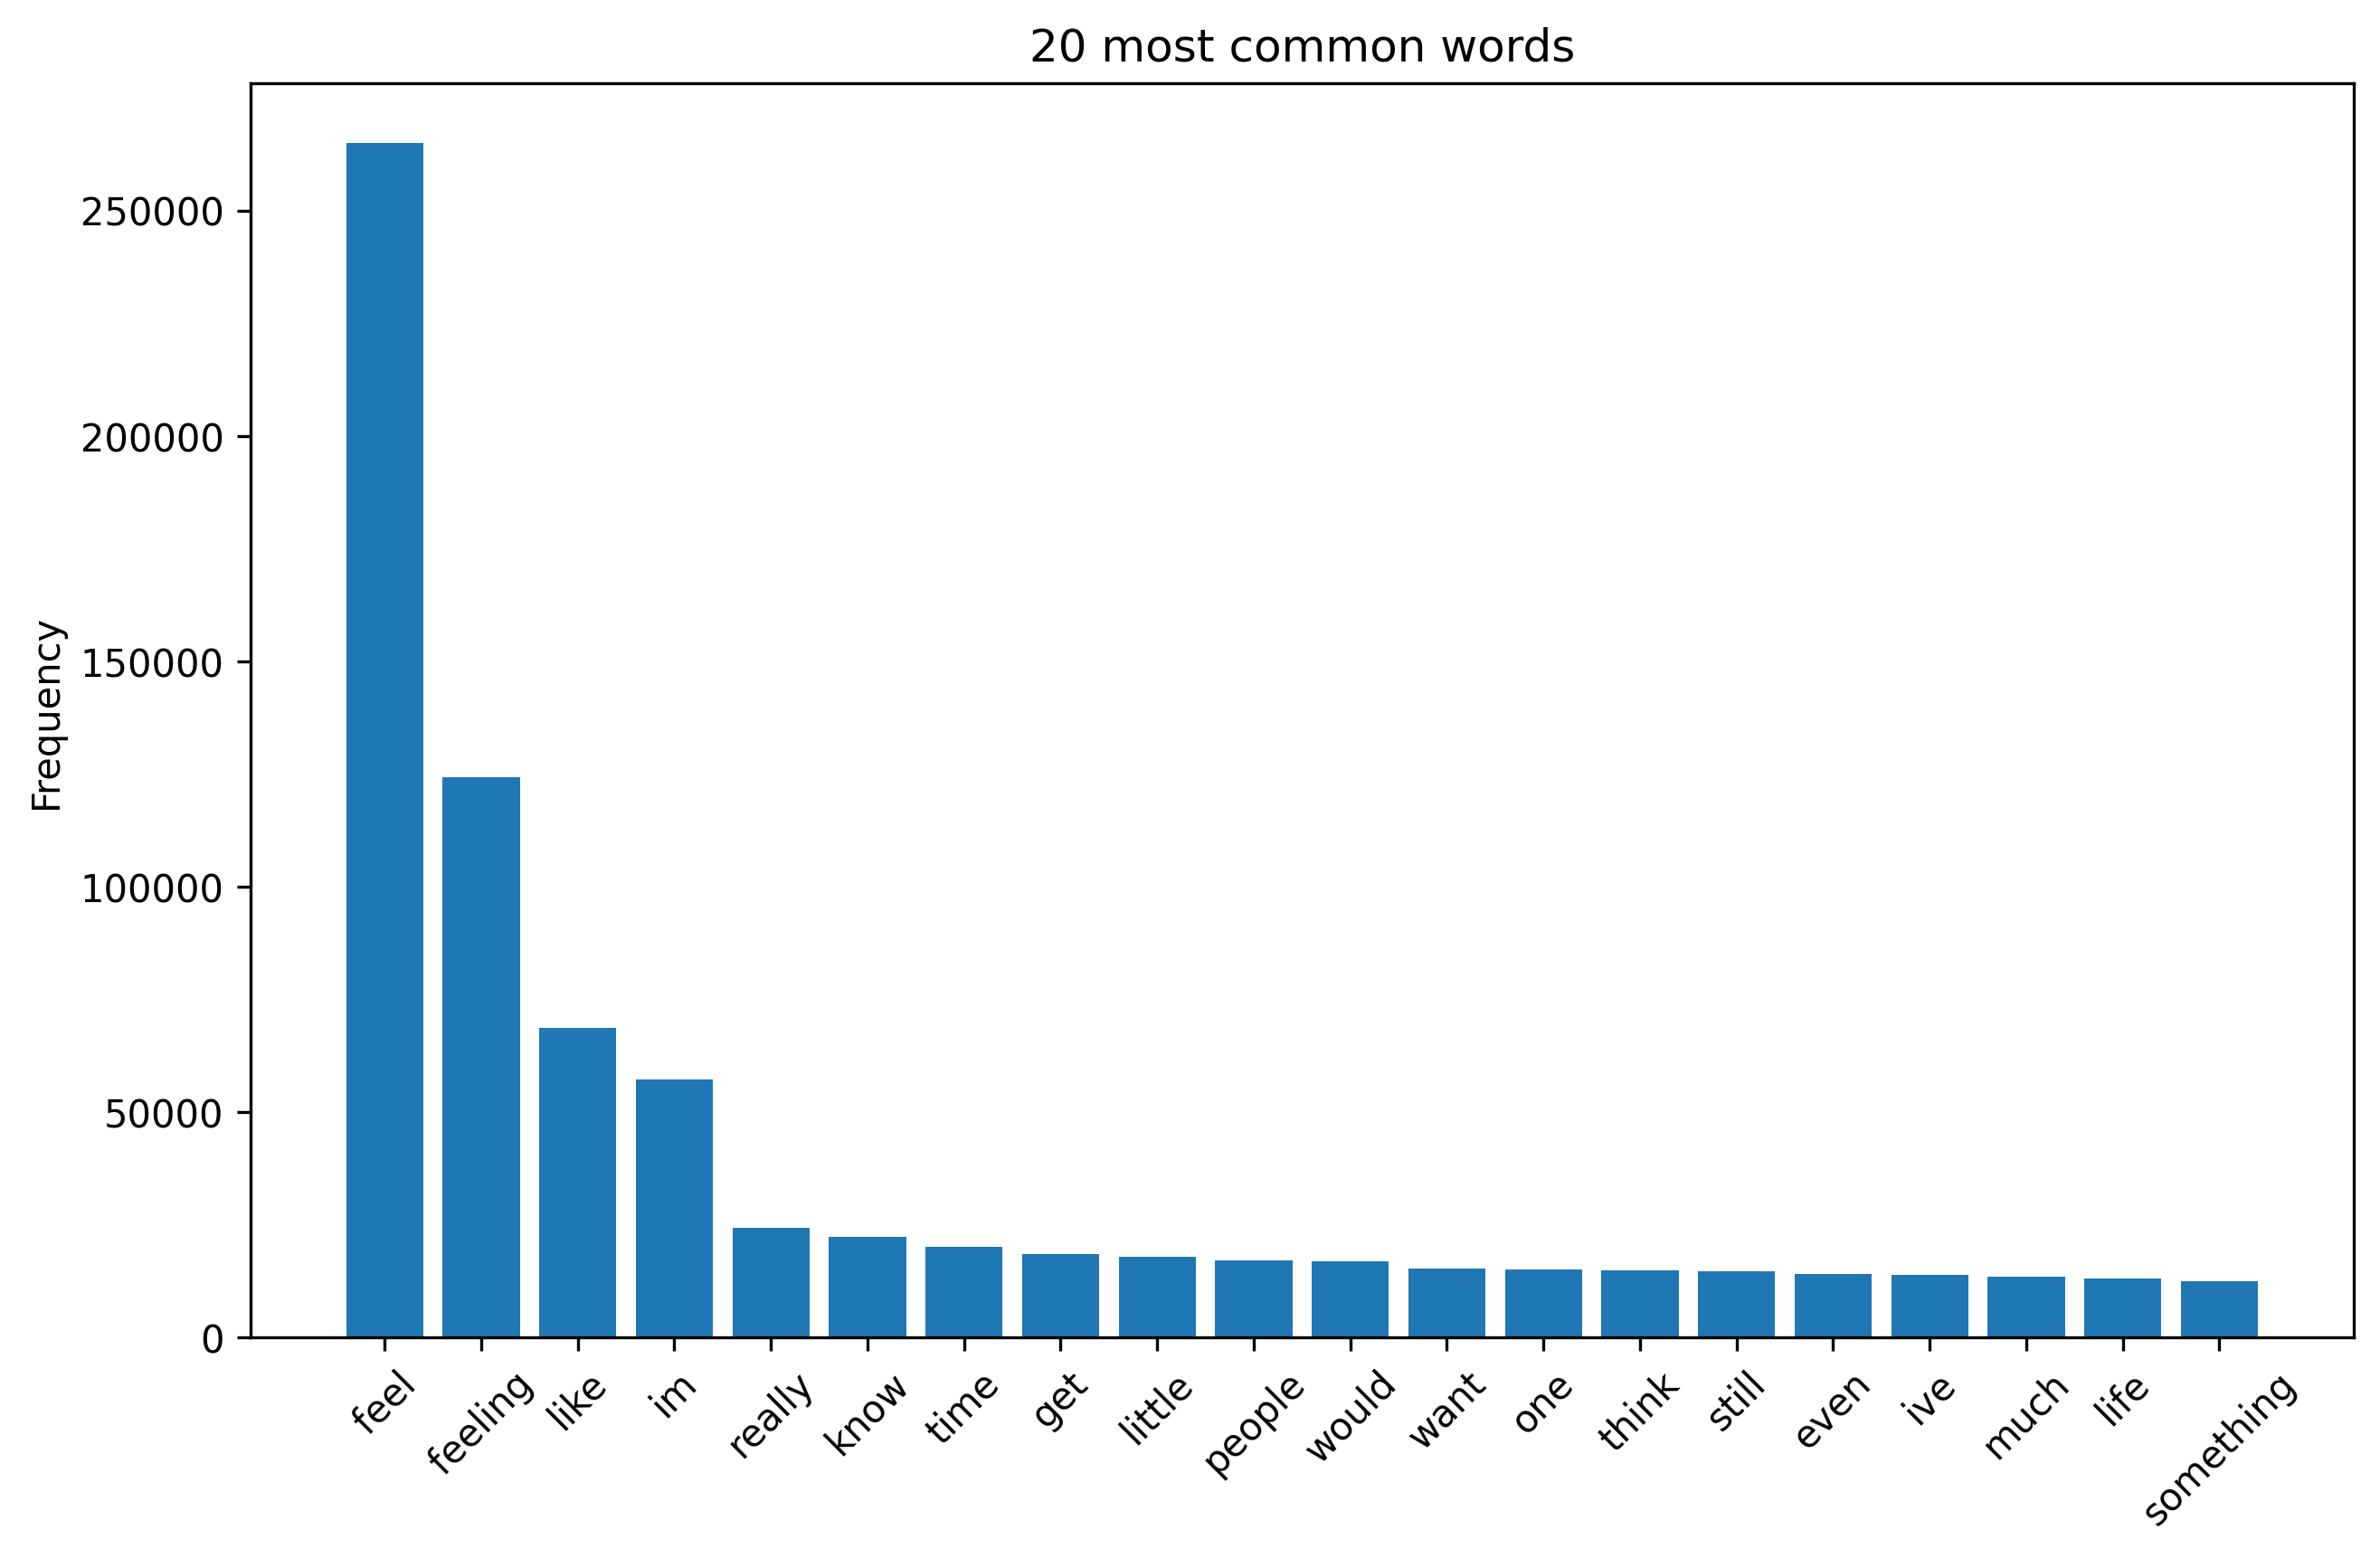 20 most common words
Frequency
250000
200000
150000
100000
50000
0
feel
feeling
like
im
really
know
time
get
little
people
would
want
one
think
still
even
ive
much
life
something